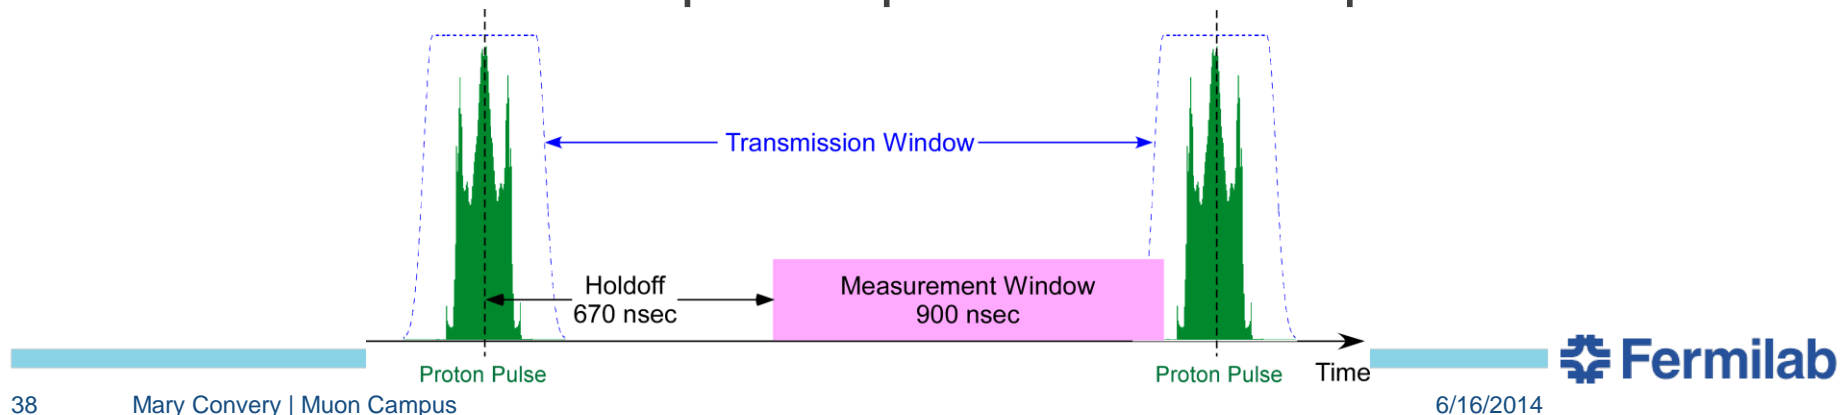 Transmission Window
Holdoff
670 nsec
Measurement Window
900 nsec
Proton Pulse
Proton Pulse
Time
Fermilab
38
Mary Convery | Muon Campus
6/16/2014